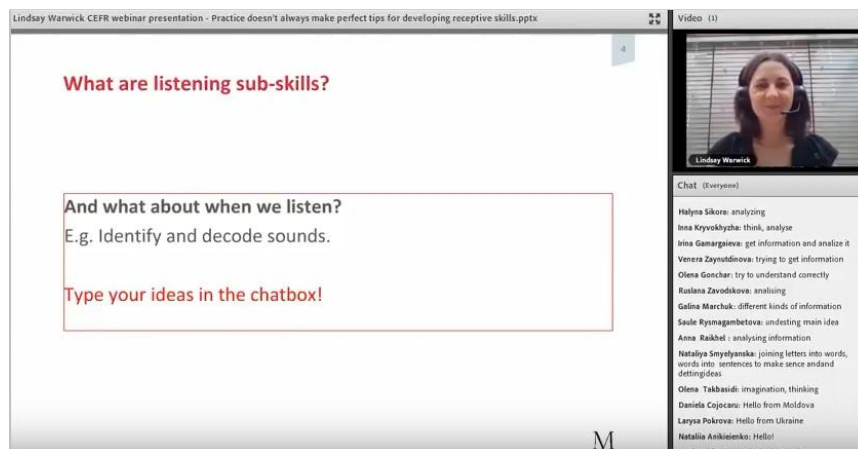 Lindsay Warwick CEFR webinar presentation - Practice doesn't always make perfect tips for developing receptive skills.pptx
4
What are listening sub-skills?
And what about when we listen?
E.g. Identify and decode sounds.
Type your ideas in the chatbox!
M
Video (1)
Lindsay Warwick
Chat (Everyone)
Halyna Sikora: analyzing
Inna Kryvokhyzha: think, analyse
Irina Gamargaieva: get information and analize it
Venera Zaynutdinova: trying to get information
Olena Gonchar: try to understand correctly
Ruslana Zavodskova: analising
Galina Marchuk: different kinds of information
Saule Rysmagambetova: undesting main idea
Anna Raikhel : analysing information
Nataliya Smyelyanska: joining letters into words,
words into sentences to make sence andand
dettingideas
Olena Takbasidi: imagination, thinking
Daniela Cojocaru: Hello from Moldova
Larysa Pokrova: Hello from Ukraine
Nataliia Anikieienko: Hello!